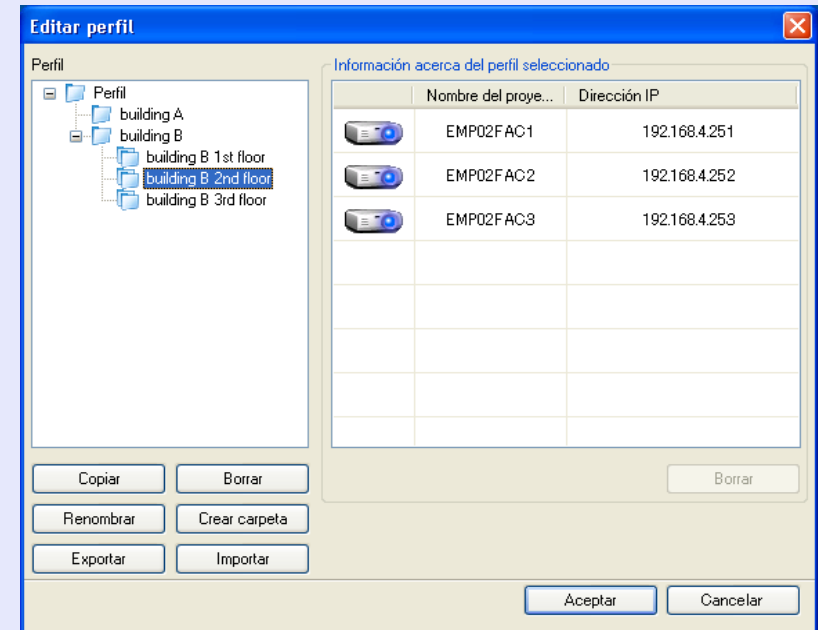 Editar perfil
Perfil
Perfil
building A
building B
building B 1st floor
building B 2nd floor
building B 3rd floor
Copiar Borrar
Renombrar Crear carpeta
Exportar Importar
Información acerca del perfil seleccionado
Nombre del proye... Dirección IP
EMP02FAC1 192.168.4.251
EMP02FAC2 192.168.4.252
EMP02FAC3 192.168.4.253
Borrar
Aceptar Cancelar